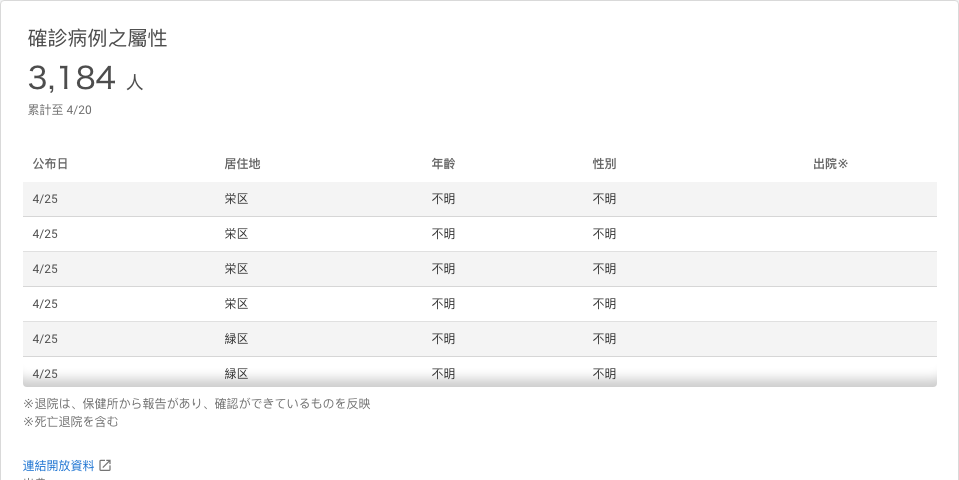 確診病例之屬性
3,184 人
累計至 4/20
公布日 居住地 年齢 性別 出院※
4/25 栄区 不明 不明
4/25 栄区 不明 不明
4/25 栄区 不明 不明
4/25 栄区 不明 不明
4/25 緑区 不明 不明
4/25 緑区 不明 不明
※退院は、保健所から報告があり、確認ができているものを反映
※死亡退院を含む
連結開放資料